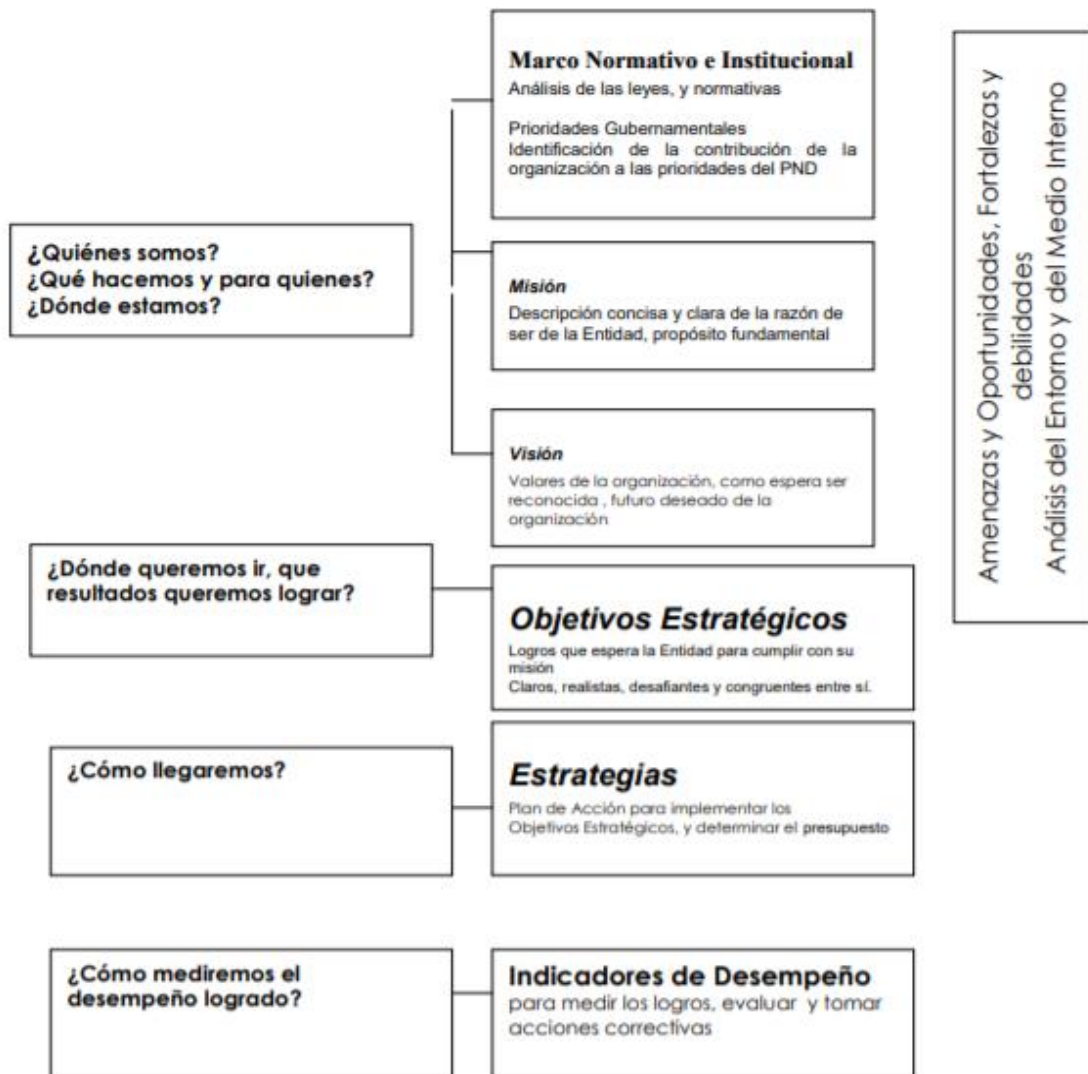 Marco Normativo e Institucional
Análisis de las leyes, y normativas
Prioridades Gubernamentales
Identificación de la contribución de la
organización a las prioridades del PND
¿Quiénes somos?
¿Qué hacemos y para quienes?
¿Dónde estamos?
Misión
Descripción concisa y clara de la razón de
ser de la Entidad, propósito fundamental
Visión
Valores de la organización, como espera ser
reconocida , futuro deseado de la
organización
¿Dónde queremos ir, que
resultados queremos lograr?
Objetivos Estratégicos
Logros que espera la Entidad para cumplir con su
misión
Claros, realistas, desafiantes y congruentes entre sí.
¿Cómo llegaremos?
Estrategias
Plan de Acción para implementar los
Objetivos Estratégicos, y determinar el presupuesto
¿Cómo mediremos el
desempeño logrado?
Indicadores de Desempeño
para medir los logros, evaluar y tomar
acciones correctivas
Amenazas y Oportunidades, Fortalezas y
debilidades
Análisis del Entorno y del Medio Interno